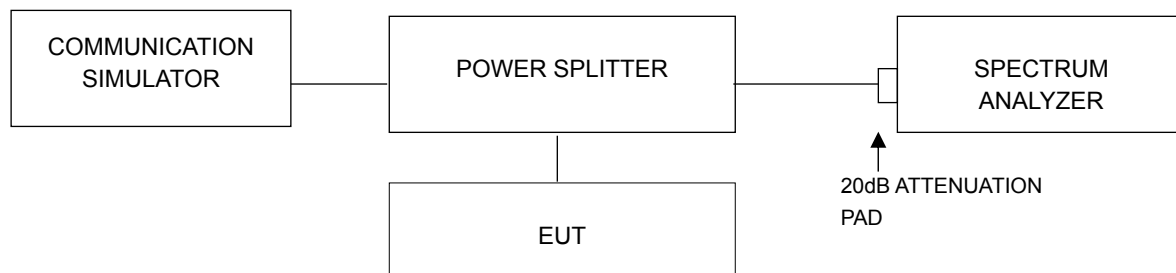 COMMUNICATION
SIMULATOR
POWER SPLITTER
SPECTRUM
ANALYZER
20dB ATTENUATION
PAD
EUT